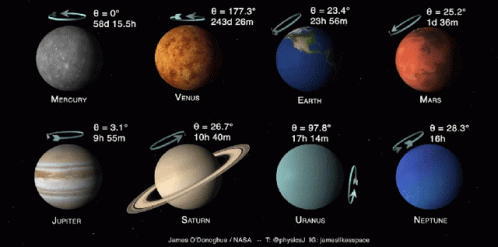 θ = 0°
58d 15.5h
MERCURY
θ = 177.3°
243d 26m
VENUS
θ = 23.4°
23h 56m
EARTH
θ = 25.2°
1d 36m
MARS
θ = 3.1°
9h 55m
JUPITER
θ = 26.7°
10h 40m
SATURN
θ = 97.8°
17h 14m
URANUS
θ = 28.3°
16h
NEPTUNE
James O'Donoghue / NASA -- T: @physicsJ IG: jameslikesspace